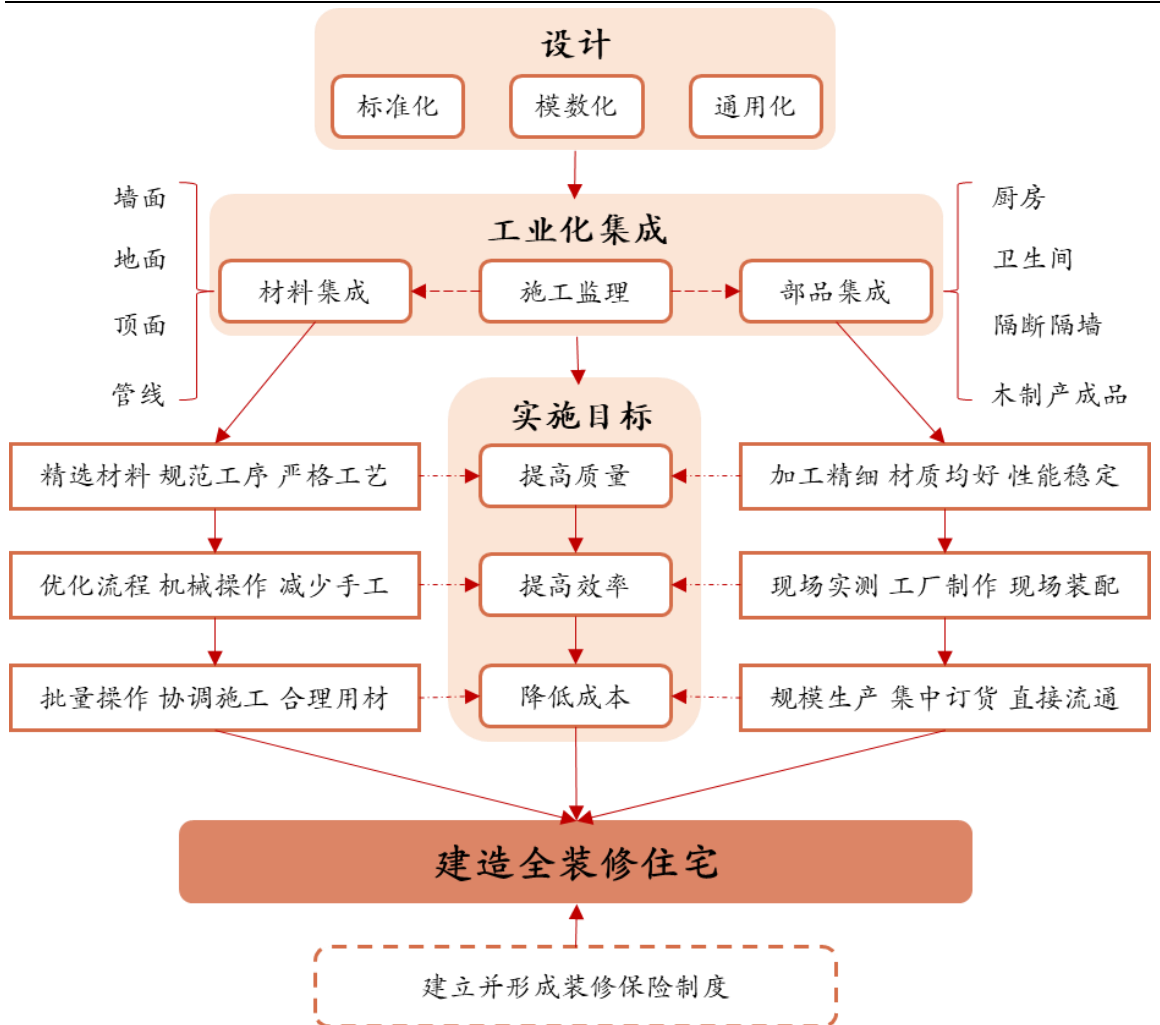 设计
标准化 模数化 通用化
墙面
地面
顶面
管线
工业化集成
材料集成 施工监理 部品集成
厨房
卫生间
隔断隔墙
木制产成品
实施目标
精选材料 规范工序 严格工艺
提高质量
加工精细 材质均好 性能稳定
优化流程 机械操作 减少手工
提高效率
现场实测 工厂制作 现场装配
批量操作 协调施工 合理用材
降低成本
规模生产 集中订货 直接流通
建造全装修住宅
建立并形成装修保险制度